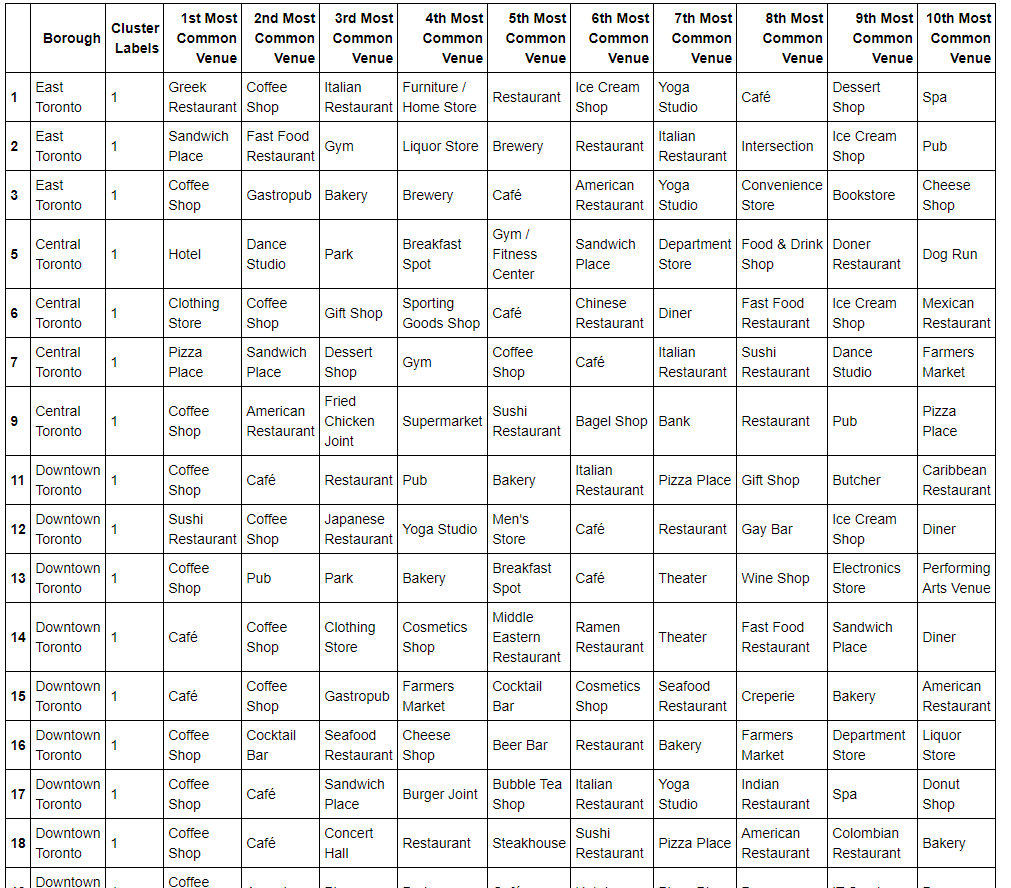 Borough Cluster Labels 1st Most Common Venue 2nd Most Common Venue 3rd Most Common Venue 4th Most Common Venue 5th Most Common Venue 6th Most Common Venue 7th Most Common Venue 8th Most Common Venue 9th Most Common Venue 10th Most Common Venue
1 East Toronto 1 Greek Restaurant Coffee Shop Italian Restaurant Furniture / Home Store Restaurant Ice Cream Shop Yoga Studio Café Dessert Shop Spa
2 East Toronto 1 Sandwich Place Fast Food Restaurant Gym Liquor Store Brewery Restaurant Italian Restaurant Intersection Ice Cream Shop Pub
3 East Toronto 1 Coffee Shop Gastropub Bakery Brewery Café American Restaurant Yoga Studio Convenience Store Bookstore Cheese Shop
5 Central Toronto 1 Hotel Dance Studio Park Breakfast Spot Gym / Fitness Center Sandwich Place Department Store Food & Drink Shop Doner Restaurant Dog Run
6 Central Toronto 1 Clothing Store Coffee Shop Gift Shop Sporting Goods Shop Café Chinese Restaurant Diner Fast Food Restaurant Ice Cream Shop Mexican Restaurant
7 Central Toronto 1 Pizza Place Sandwich Place Dessert Shop Gym Coffee Shop Café Italian Restaurant Sushi Restaurant Dance Studio Farmers Market
9 Central Toronto 1 Coffee Shop American Restaurant Fried Chicken Joint Supermarket Sushi Restaurant Bagel Shop Bank Restaurant Pub Pizza Place
11 Downtown Toronto 1 Coffee Shop Café Restaurant Pub Bakery Italian Restaurant Pizza Place Gift Shop Butcher Caribbean Restaurant
12 Downtown Toronto 1 Sushi Restaurant Coffee Shop Japanese Restaurant Yoga Studio Men's Store Café Restaurant Gay Bar Ice Cream Shop Diner
13 Downtown Toronto 1 Coffee Shop Pub Park Bakery Breakfast Spot Café Theater Wine Shop Electronics Store Performing Arts Venue
14 Downtown Toronto 1 Café Coffee Shop Clothing Store Cosmetics Shop Middle Eastern Restaurant Ramen Restaurant Theater Fast Food Restaurant Sandwich Place Diner
15 Downtown Toronto 1 Café Coffee Shop Gastropub Farmers Market Cocktail Bar Cosmetics Shop Seafood Restaurant Creperie Bakery American Restaurant
16 Downtown Toronto 1 Coffee Shop Cocktail Bar Seafood Restaurant Cheese Shop Beer Bar Restaurant Bakery Farmers Market Department Store Liquor Store
17 Downtown Toronto 1 Coffee Shop Café Sandwich Place Burger Joint Bubble Tea Shop Italian Restaurant Yoga Studio Indian Restaurant Spa Donut Shop
18 Downtown Toronto 1 Coffee Shop Café Concert Hall Restaurant Steakhouse Sushi Restaurant Pizza Place American Restaurant Colombian Restaurant Bakery
Downtown Coffee